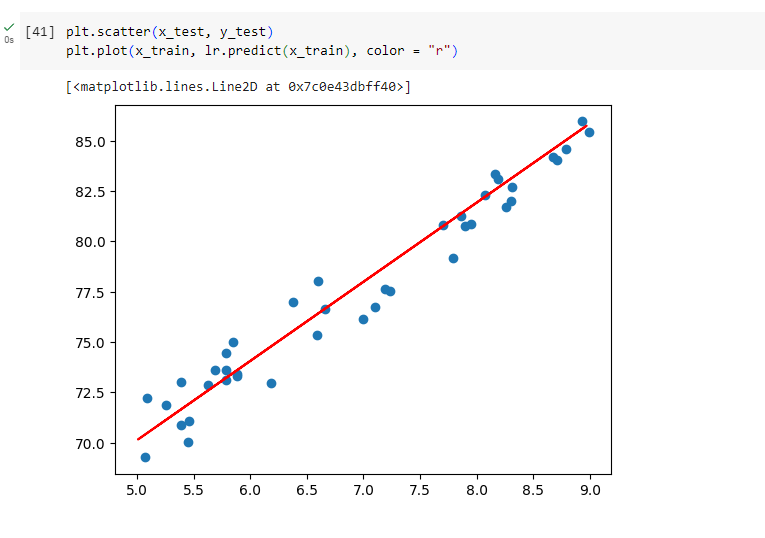 [41] plt.scatter(x_test, y_test)
plt.plot(x_train, lr.predict(x_train), color = "r")
0s
[<matplotlib.lines.Line2D at 0x7c0e43dbff40>]
85.0
82.5
80.0
77.5
75.0
72.5
70.0
5.0 5.5 6.0 6.5 7.0 7.5 8.0 8.5 9.0